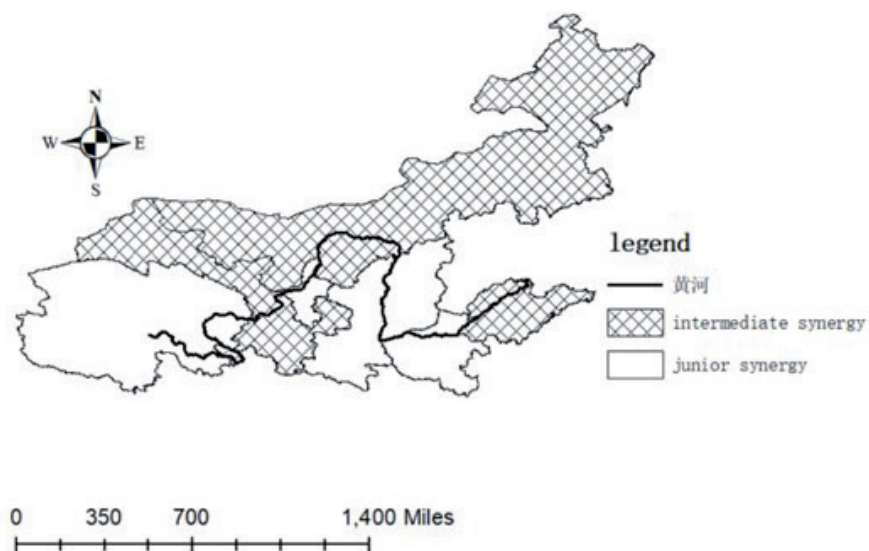 N
W E
S
legend
黄河
intermediate synergy
junior synergy
0 350 700 1,400 Miles